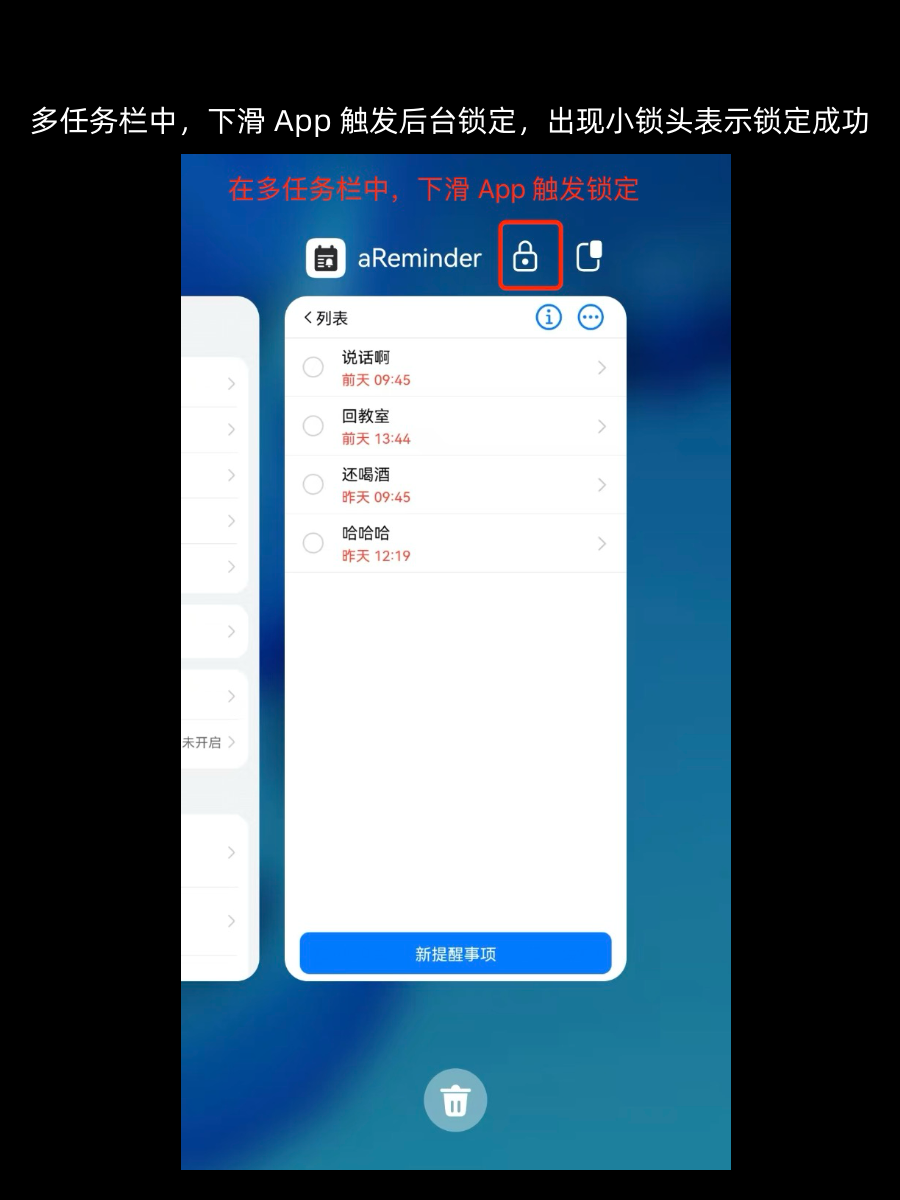 多任务栏中，下滑 App 触发后台锁定，出现小锁头表示锁定成功
在多任务栏中，下滑 App 触发锁定
aReminder
列表
说话啊
前天 09:45
回教室
前天 13:44
还喝酒
昨天 09:45
哈哈哈
昨天 12:19
未开启
新提醒事项